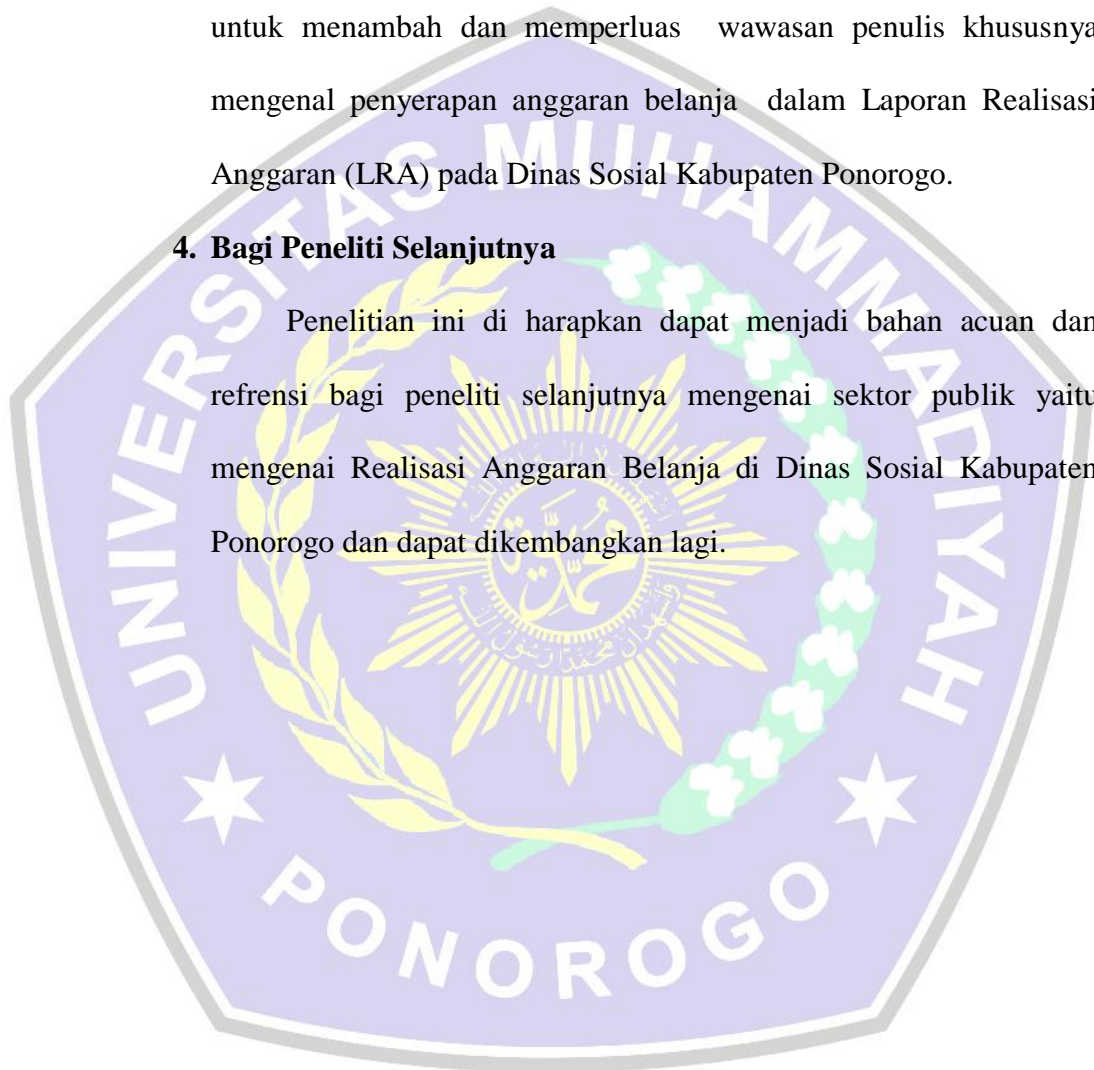 untuk menambah dan memperluas wawasan penulis khususnya
mengenal penyerapan anggaran belanja dalam Laporan Realisasi
Anggaran (LRA) pada Dinas Sosial Kabupaten Ponorogo.
4. Bagi Peneliti Selanjutnya
Penelitian ini di harapkan dapat menjadi bahan acuan dan
refrensi bagi peneliti selanjutnya mengenai sektor publik yaitu
mengenai Realisasi Anggaran Belanja di Dinas Sosial Kabupaten
Ponorogo dan dapat dikembangkan lagi.
UNIVERSITAS MUHAMMADIYAH
PONOROGO
محمدية